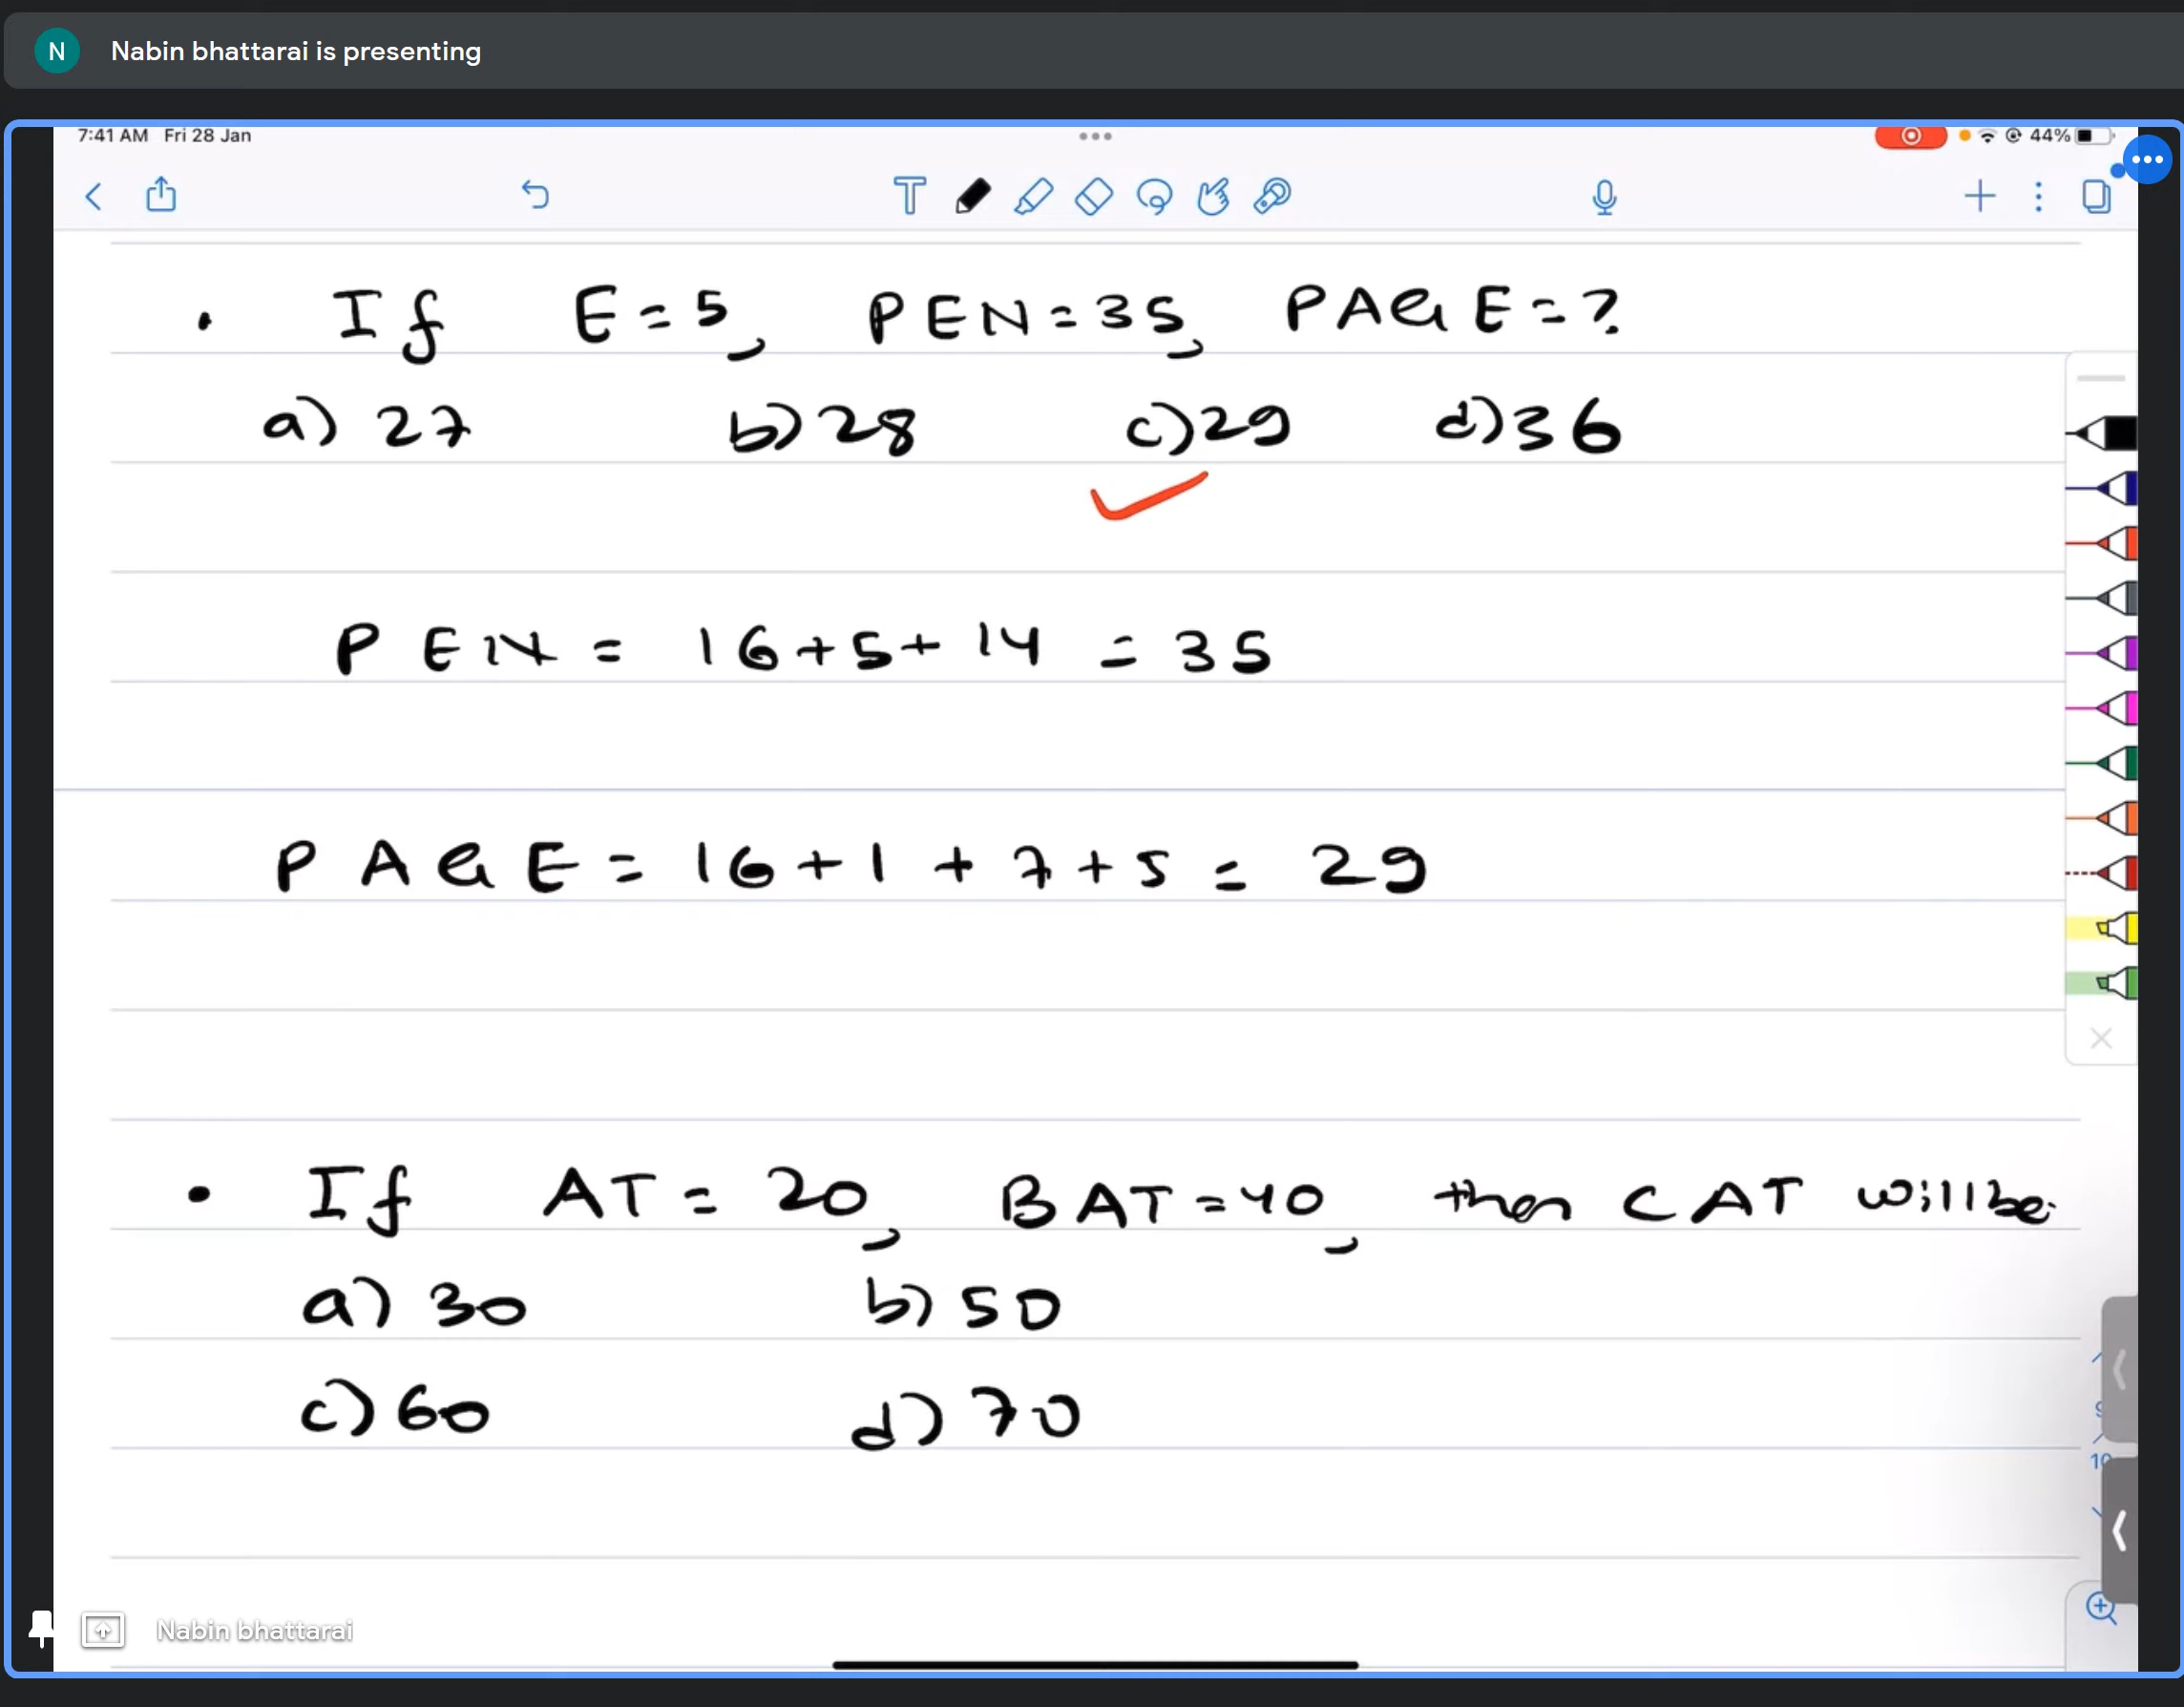 N Nabin bhattarai is presenting
7:41 AM Fri 28 Jan 44%
T
• If E = 5, PEN = 35, PAGE = ?
a) 27 b) 28 c) 29 d) 36
PEN = 16 + 5 + 14 = 35
PAGE = 16 + 1 + 7 + 5 = 29
• If AT = 20, BAT = 40, then CAT will be:
a) 30 b) 50
c) 60 d) 70
9
10
Nabin bhattarai